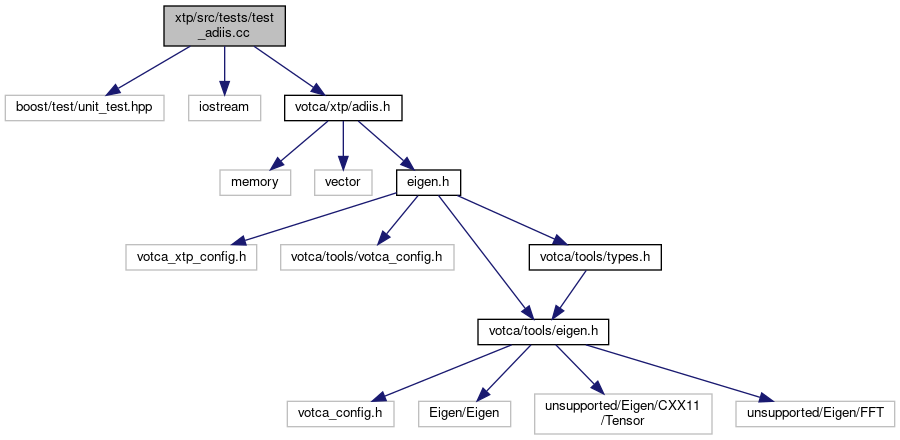 xtp/src/tests/test
_adiis.cc
boost/test/unit_test.hpp
iostream
votca/xtp/adiis.h
memory
vector
eigen.h
votca_xtp_config.h
votca/tools/votca_config.h
votca/tools/types.h
votca/tools/eigen.h
votca_config.h
Eigen/Eigen
unsupported/Eigen/CXX11
/Tensor
unsupported/Eigen/FFT